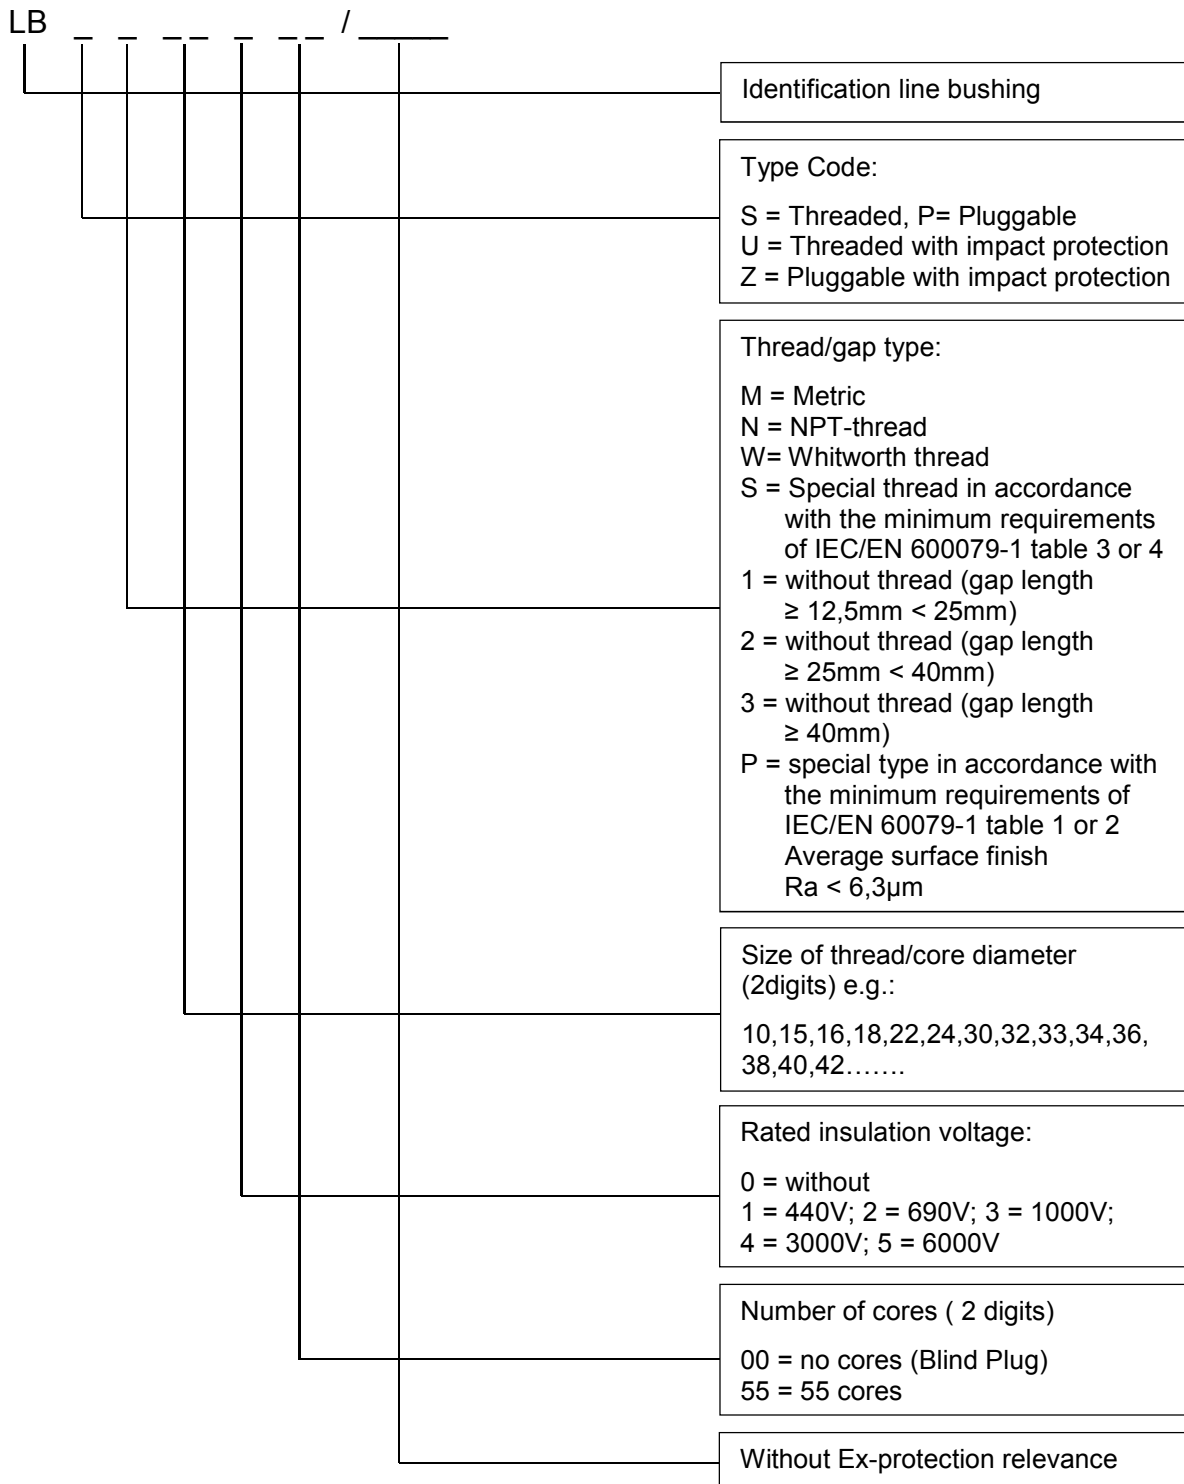 LB _ _ _ _ _ _ _ / _____
Identification line bushing
Type Code:
S = Threaded, P= Pluggable
U = Threaded with impact protection
Z = Pluggable with impact protection
Thread/gap type:
M = Metric
N = NPT-thread
W= Whitworth thread
S = Special thread in accordance
with the minimum requirements
of IEC/EN 600079-1 table 3 or 4
1 = without thread (gap length
≥ 12,5mm < 25mm)
2 = without thread (gap length
≥ 25mm < 40mm)
3 = without thread (gap length
≥ 40mm)
P = special type in accordance with
the minimum requirements of
IEC/EN 60079-1 table 1 or 2
Average surface finish
Ra < 6,3µm
Size of thread/core diameter
(2digits) e.g.:
10,15,16,18,22,24,30,32,33,34,36,
38,40,42…….
Rated insulation voltage:
0 = without
1 = 440V; 2 = 690V; 3 = 1000V;
4 = 3000V; 5 = 6000V
Number of cores ( 2 digits)
00 = no cores (Blind Plug)
55 = 55 cores
Without Ex-protection relevance